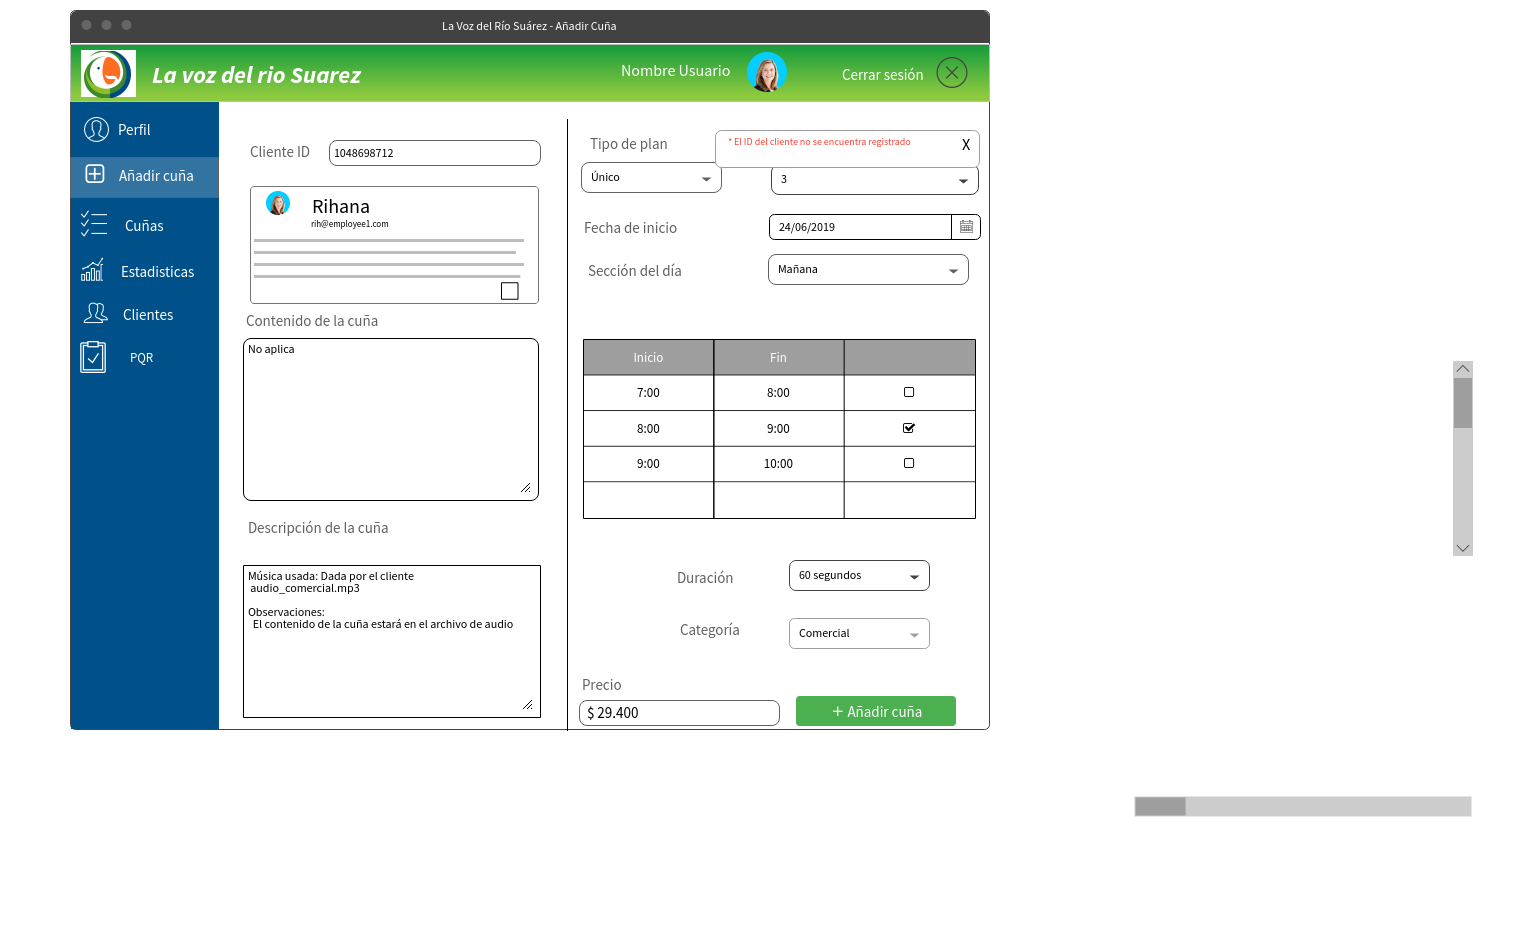 La Voz del Río Suárez - Añadir Cuña
La voz del rio Suarez
Nombre Usuario
Cerrar sesión
Perfil
Añadir cuña
Cuñas
Estadisticas
Clientes
PQR
Cliente ID
1048698712
Rihana
rih@employee1.com
Contenido de la cuña
No aplica
Descripción de la cuña
Música usada: Dada por el cliente
audio_comercial.mp3
Observaciones:
El contenido de la cuña estará en el archivo de audio
Tipo de plan
* El ID del cliente no se encuentra registrado
X
Único
3
Fecha de inicio
24/06/2019
Sección del día
Mañana
Inicio Fin
7:00 8:00
8:00 9:00
9:00 10:00
Duración
60 segundos
Categoría
Comercial
Precio
$ 29.400
+ Añadir cuña